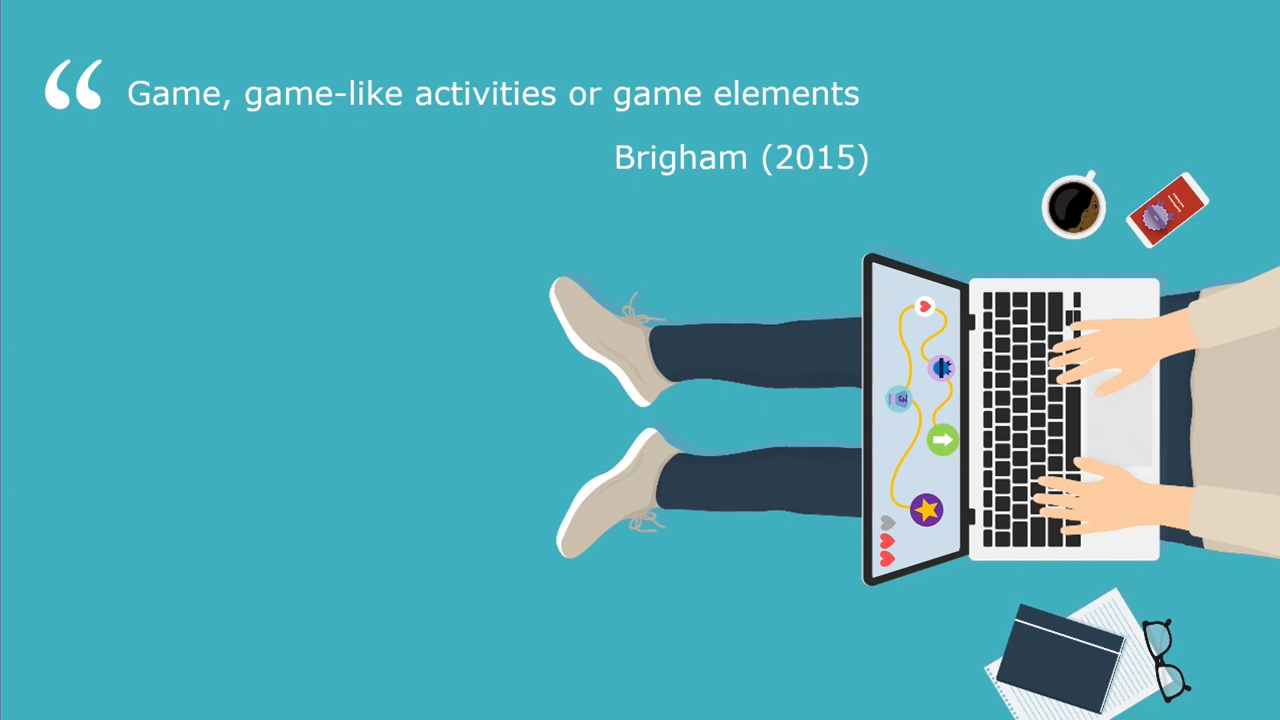 “ Game, game-like activities or game elements
Brigham (2015)